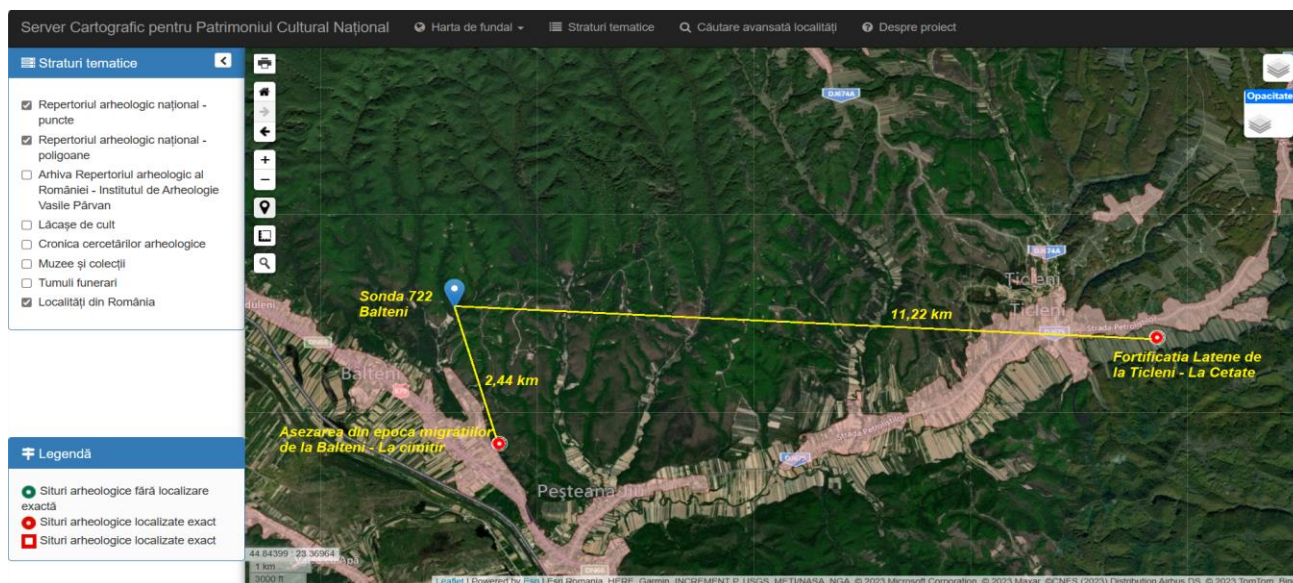 Server Cartografic pentru Patrimoniul Cultural Național
Harta de fundal
Straturi tematice
Căutare avansată localități
Despre proiect
Straturi tematice
Repertoriul arheologic național -
puncte
Repertoriul arheologic național -
poligoane
Arhiva Repertoriul arheologic al
României - Institutul de Arheologie
Vasile Pârvan
Lăcașe de cult
Cronica cercetărilor arheologice
Muzee și colecții
Tumuli funerari
Localități din România
Legendă
Situri arheologice fără localizare
exactă
Situri arheologice localizate exact
Situri arheologice localizate exact
Opacitate
DJ674A
Țicleni
Țicleni
Strada Petroliștilor
Sonda 722
Balteni
11,22 km
Fortificația Latene de
la Ticleni - La Cetate
2,44 km
Bâlteni
Asezarea din epoca migrațiilor
de la Balteni - La cimitir
Peșteana-Jiu
44.84399 23.36964
1 km
3000 ft